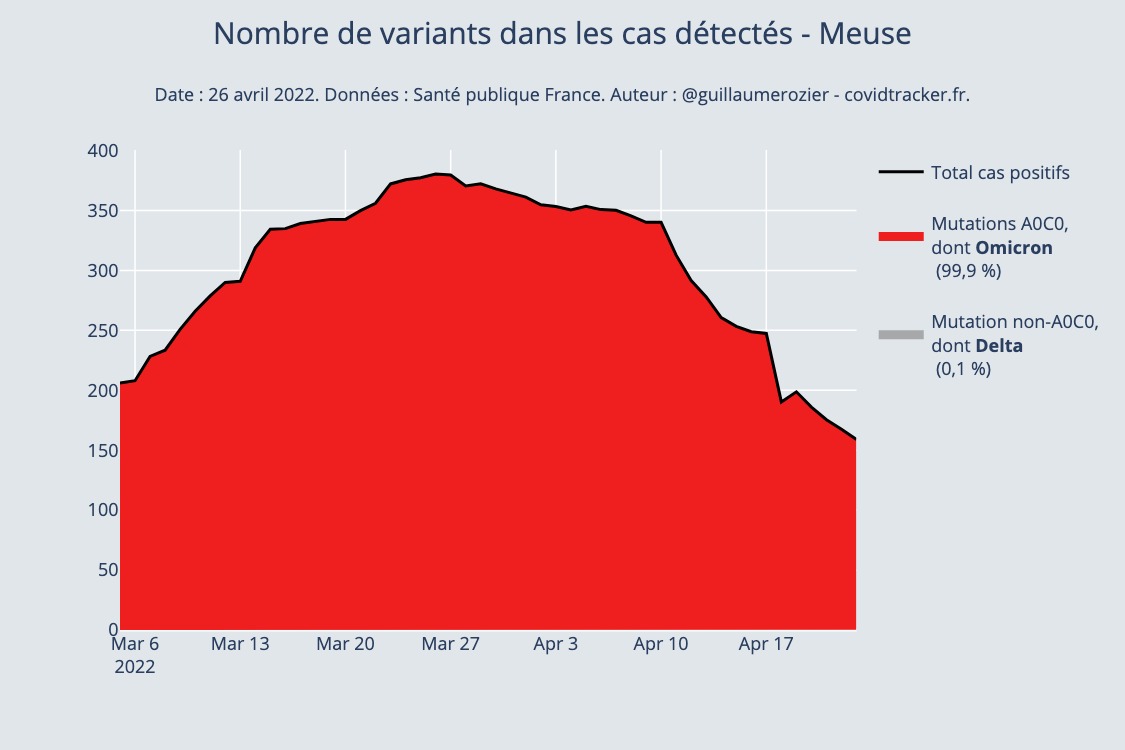 Nombre de variants dans les cas détectés - Meuse
Date : 26 avril 2022. Données : Santé publique France. Auteur : @guillaumerozier - covidtracker.fr.
400
350
300
250
200
150
100
50
0
Mar 6
2022
Mar 13
Mar 20
Mar 27
Apr 3
Apr 10
Apr 17
Total cas positifs
Mutations A0C0,
dont Omicron
(99,9 %)
Mutation non-A0C0,
dont Delta
(0,1 %)